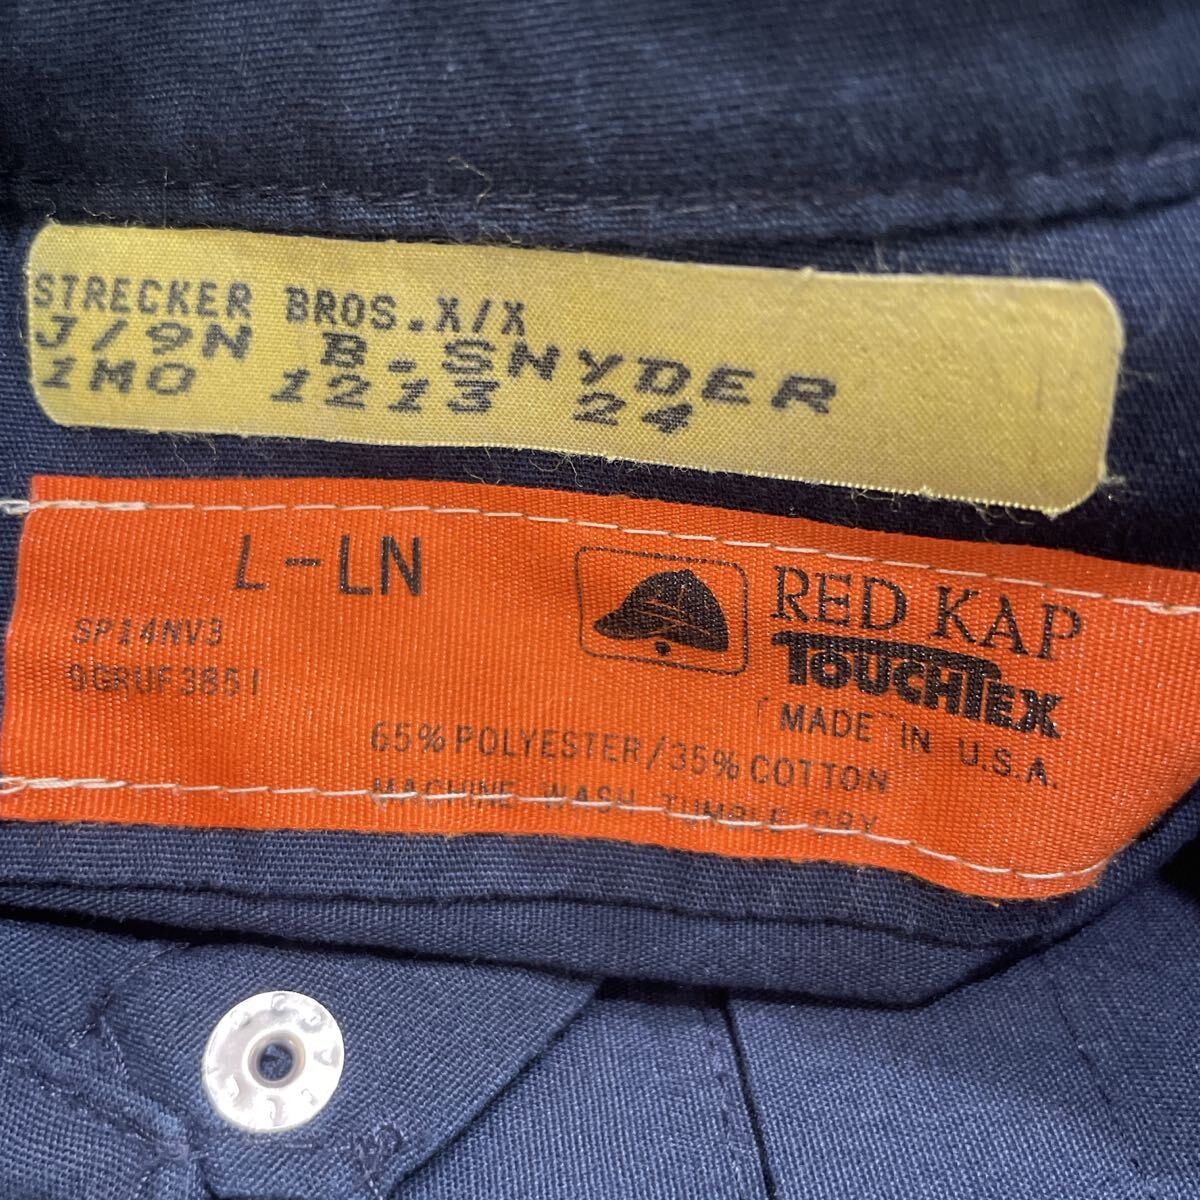 STRECKER BROS.X/X
J/9N B.SNYDER
1MO 1213 24
L-LN
SP14NV3
9GRUF3851
RED KAP
TOUCHTEX
MADE IN U.S.A.
65% POLYESTER/35% COTTON
MACHINE WASH TUMBLE DRY